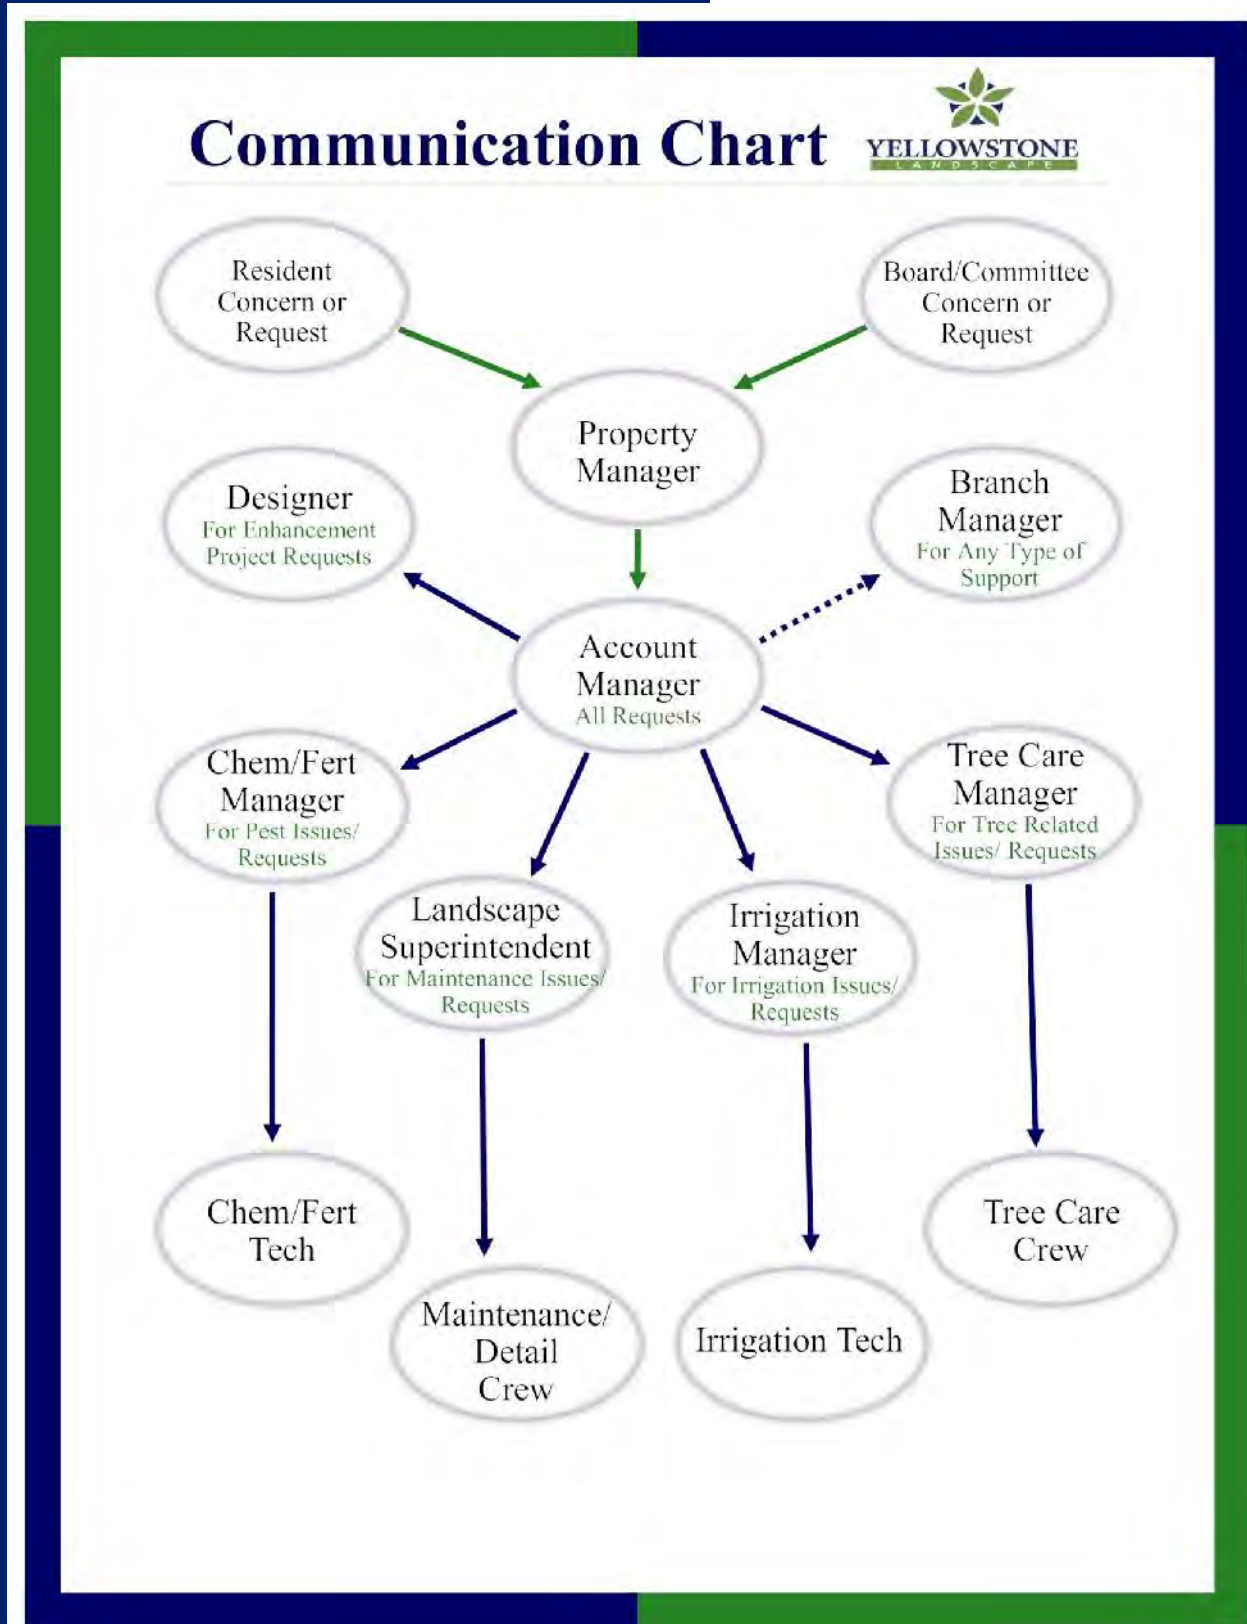 Communication Chart
YELLOWSTONE
LANDSCAPE
Resident
Concern or
Request
Board/Committee
Concern or
Request
Property
Manager
Designer
For Enhancement
Project Requests
Branch
Manager
For Any Type of
Support
Account
Manager
All Requests
Chem/Fert
Manager
For Pest Issues/
Requests
Tree Care
Manager
For Tree Related
Issues/ Requests
Landscape
Superintendent
For Maintenance Issues/
Requests
Irrigation
Manager
For Irrigation Issues/
Requests
Chem/Fert
Tech
Tree Care
Crew
Maintenance/
Detail
Crew
Irrigation Tech